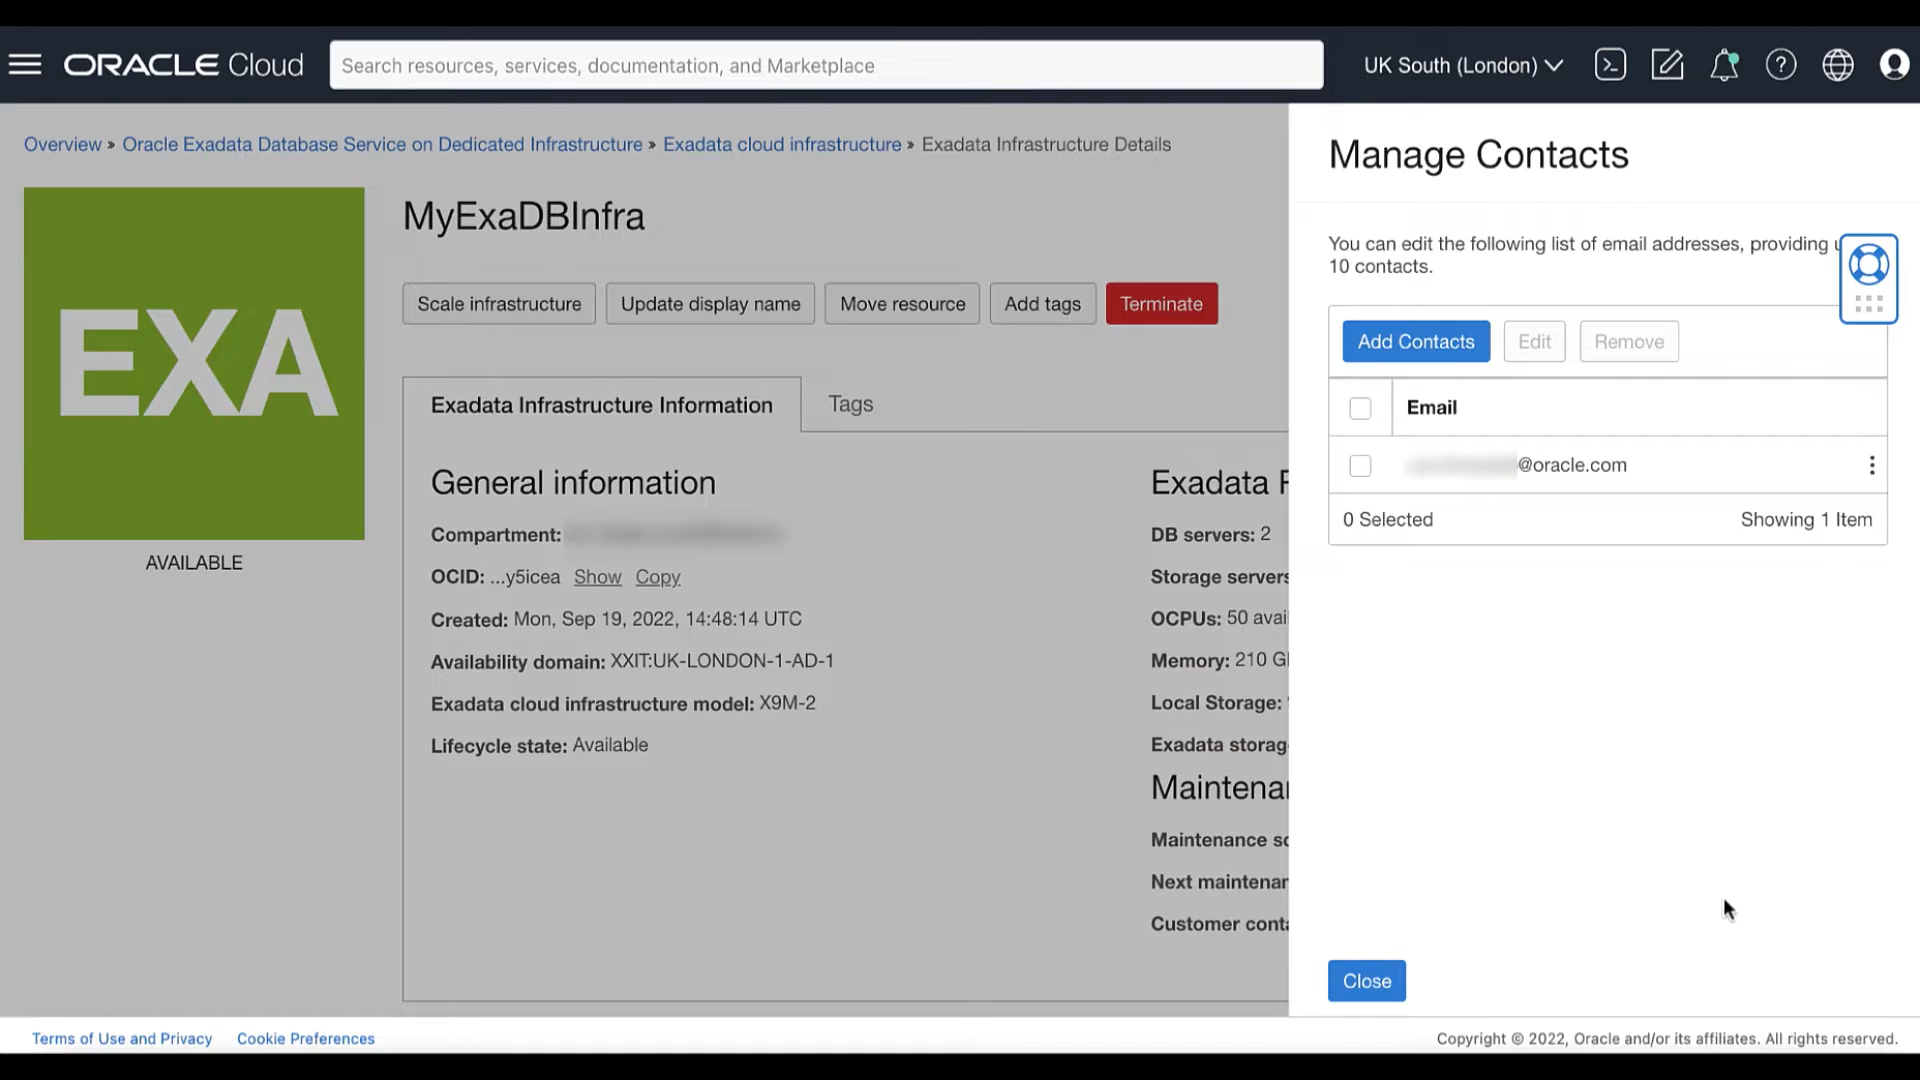 ORACLE Cloud
Search resources, services, documentation, and Marketplace
UK South (London)
Overview » Oracle Exadata Database Service on Dedicated Infrastructure » Exadata cloud infrastructure » Exadata Infrastructure Details
EXA
AVAILABLE
MyExaDBInfra
Scale infrastructure
Update display name
Move resource
Add tags
Terminate
Exadata Infrastructure Information
Tags
General information
Compartment:
OCID: ...y5icea Show Copy
Created: Mon, Sep 19, 2022, 14:48:14 UTC
Availability domain: XXIT:UK-LONDON-1-AD-1
Exadata cloud infrastructure model: X9M-2
Lifecycle state: Available
Exadata
DB servers: 2
Storage servers
OCPUs: 50
Memory: 210
Local Storage:
Exadata
Maintenance
Next
Customer
Manage Contacts
You can edit the following list of email addresses, providing
10 contacts.
Add Contacts
Edit
Remove
Email
@oracle.com
0 Selected
Showing 1 Item
Close
Terms of Use and Privacy
Cookie Preferences
Copyright © 2022, Oracle and/or its affiliates. All rights reserved.